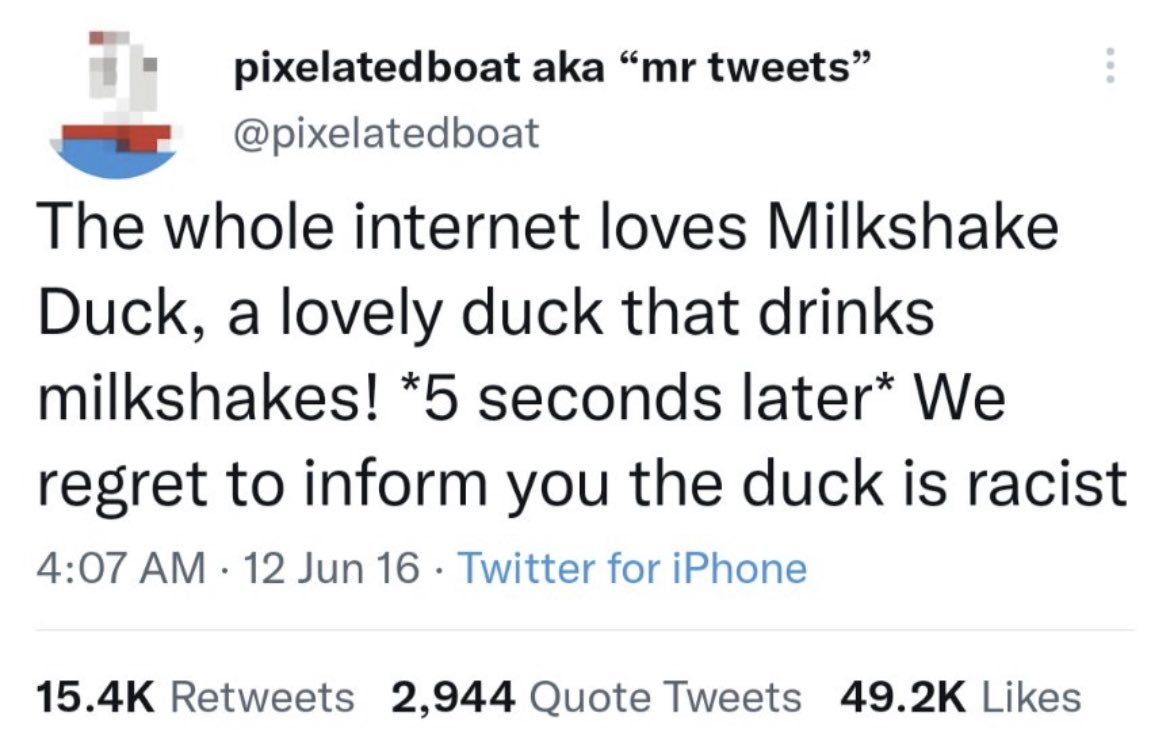 pixelatedboat aka “mr tweets”
@pixelatedboat
The whole internet loves Milkshake
Duck, a lovely duck that drinks
milkshakes! *5 seconds later* We
regret to inform you the duck is racist
4:07 AM · 12 Jun 16 · Twitter for iPhone
15.4K Retweets 2,944 Quote Tweets 49.2K Likes